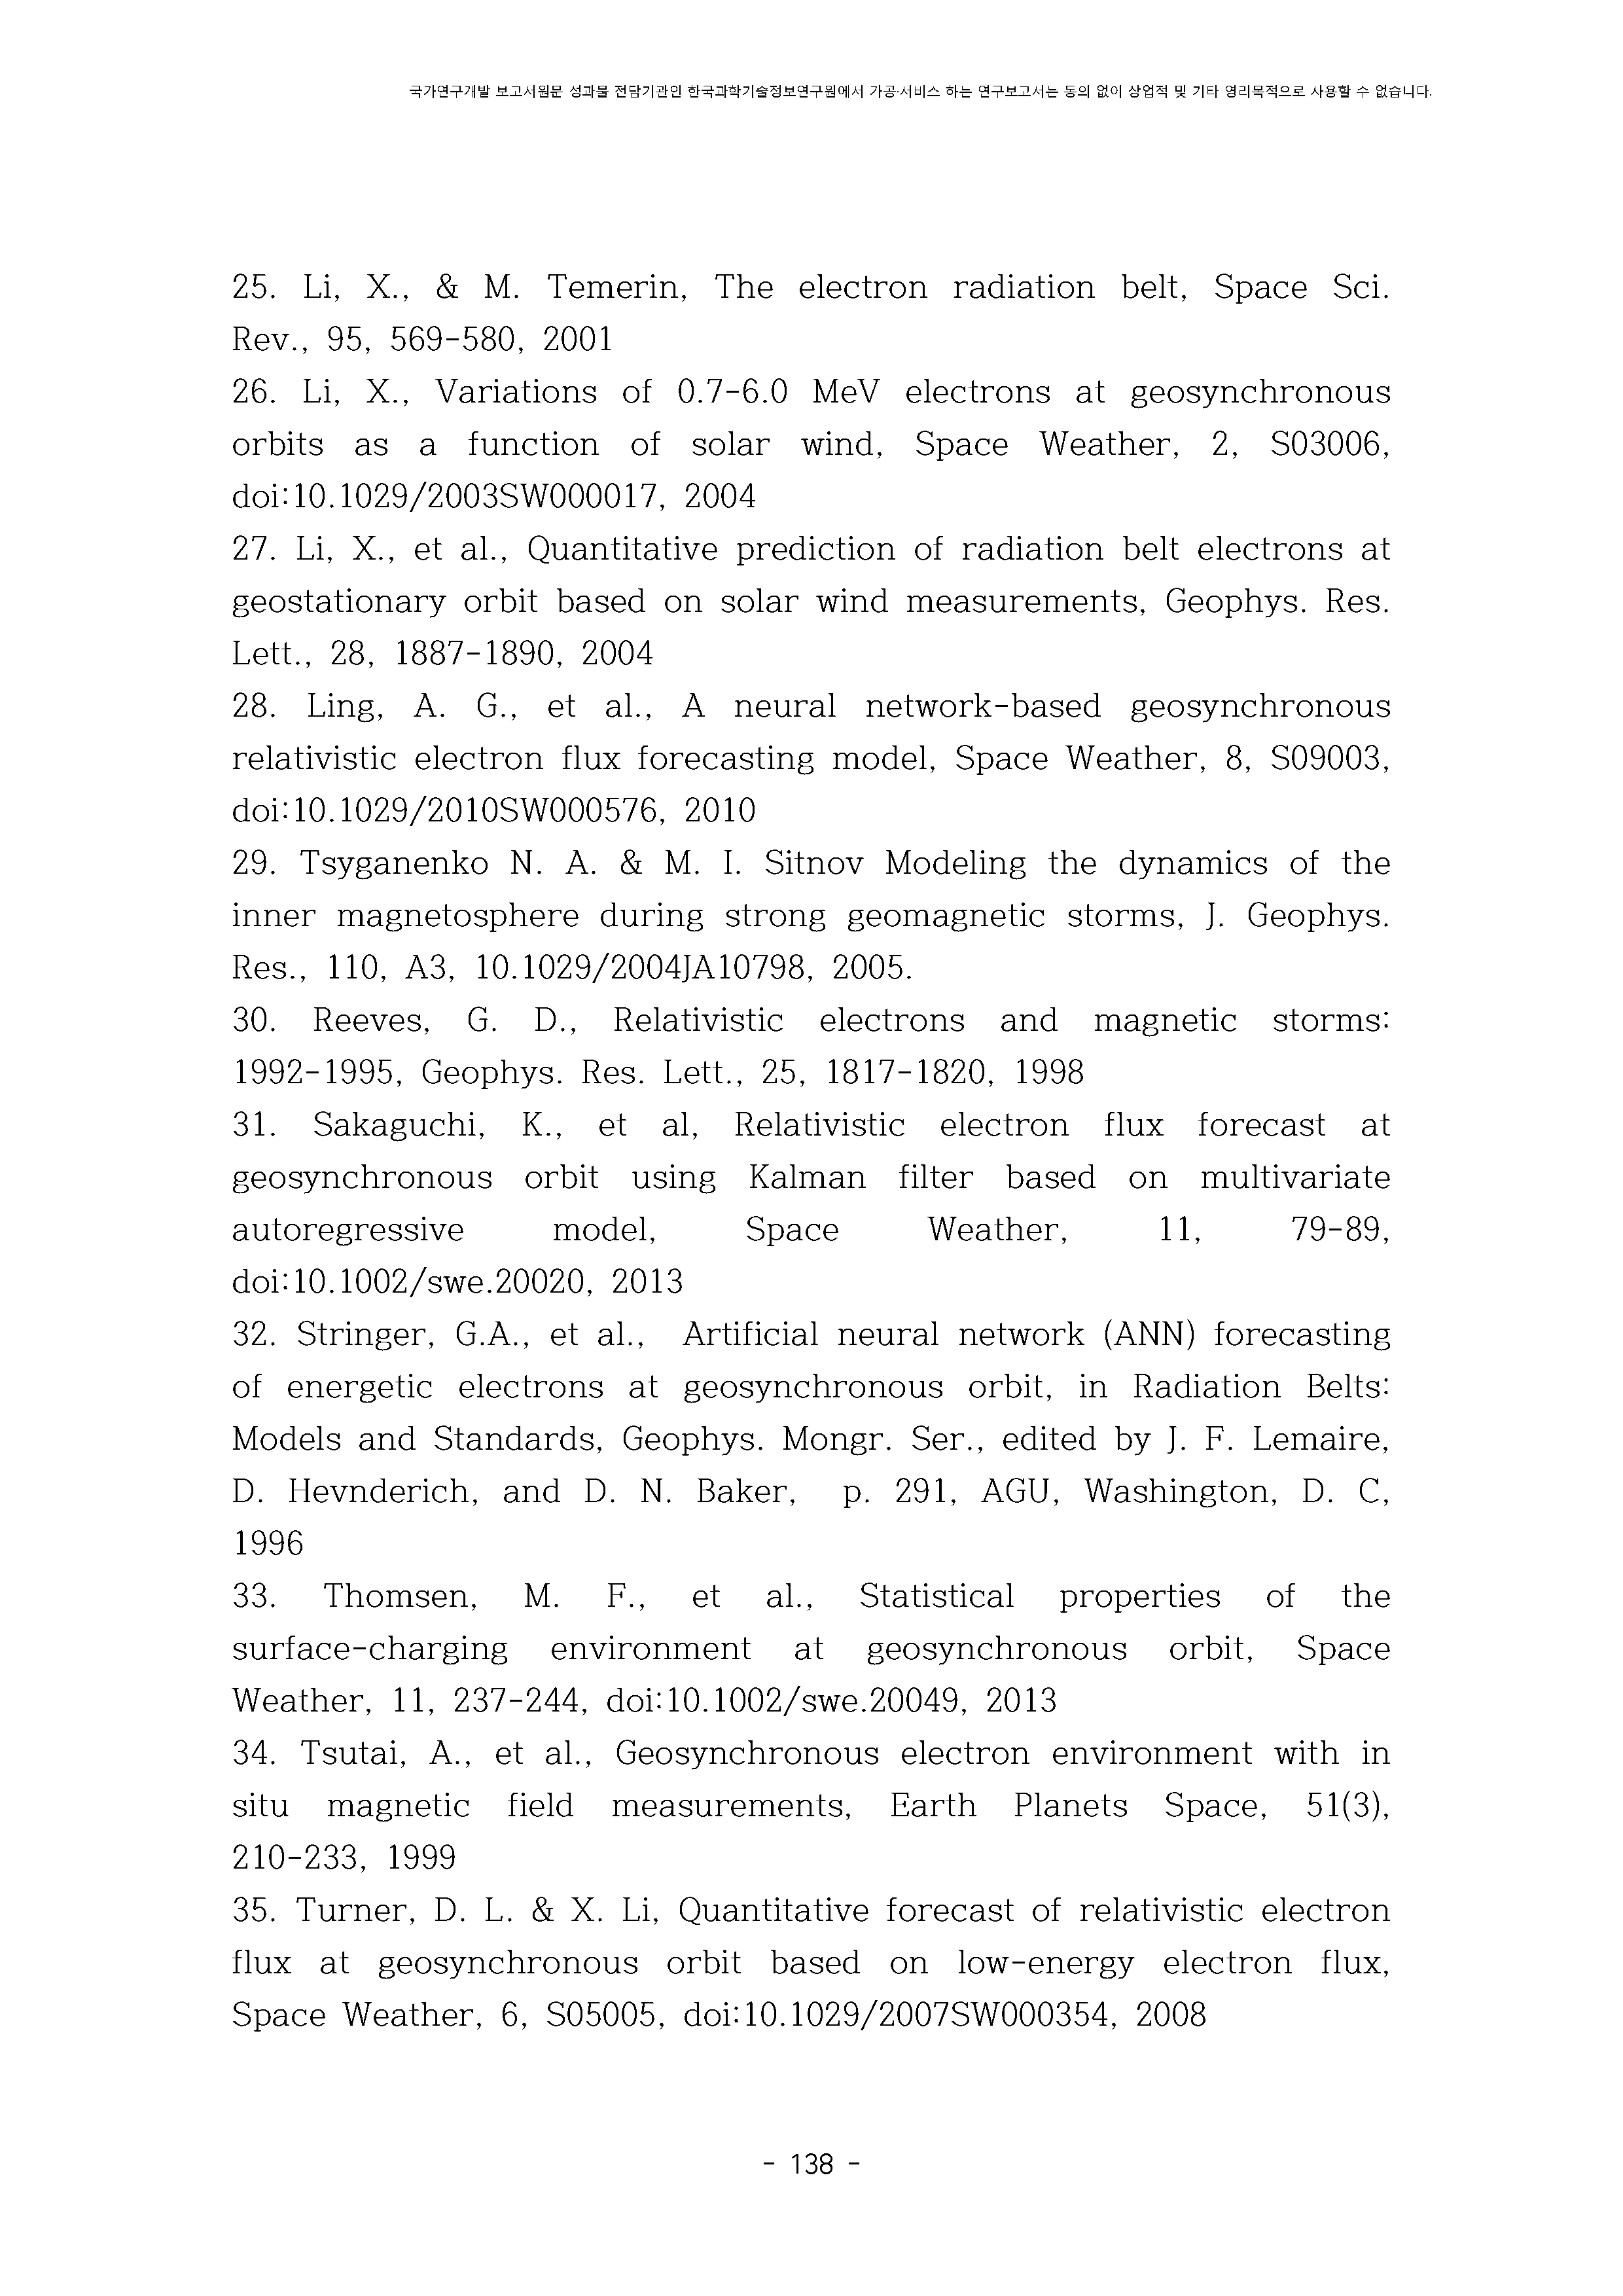 국가연구개발 보고서원문 성과물 전담기관인 한국과학기술정보연구원에서 가공·서비스 하는 연구보고서는 동의 없이 상업적 및 기타 영리목적으로 사용할 수 없습니다.
25. Li, X., & M. Temerin, The electron radiation belt, Space Sci.
Rev., 95, 569-580, 2001
26. Li, X., Variations of 0.7-6.0 MeV electrons at geosynchronous
orbits as a function of solar wind, Space Weather, 2, S03006,
doi:10.1029/2003SW000017, 2004
27. Li, X., et al., Quantitative prediction of radiation belt electrons at
geostationary orbit based on solar wind measurements, Geophys. Res.
Lett., 28, 1887-1890, 2004
28. Ling, A. G., et al., A neural network-based geosynchronous
relativistic electron flux forecasting model, Space Weather, 8, S09003,
doi:10.1029/2010SW000576, 2010
29. Tsyganenko N. A. & M. I. Sitnov Modeling the dynamics of the
inner magnetosphere during strong geomagnetic storms, J. Geophys.
Res., 110, A3, 10.1029/2004JA10798, 2005.
30. Reeves, G. D., Relativistic electrons and magnetic storms:
1992-1995, Geophys. Res. Lett., 25, 1817-1820, 1998
31. Sakaguchi, K., et al, Relativistic electron flux forecast at
geosynchronous orbit using Kalman filter based on multivariate
autoregressive model, Space Weather, 11, 79-89,
doi:10.1002/swe.20020, 2013
32. Stringer, G.A., et al., Artificial neural network (ANN) forecasting
of energetic electrons at geosynchronous orbit, in Radiation Belts:
Models and Standards, Geophys. Mongr. Ser., edited by J. F. Lemaire,
D. Hevnderich, and D. N. Baker, p. 291, AGU, Washington, D. C,
1996
33. Thomsen, M. F., et al., Statistical properties of the
surface-charging environment at geosynchronous orbit, Space
Weather, 11, 237-244, doi:10.1002/swe.20049, 2013
34. Tsutai, A., et al., Geosynchronous electron environment with in
situ magnetic field measurements, Earth Planets Space, 51(3),
210-233, 1999
35. Turner, D. L. & X. Li, Quantitative forecast of relativistic electron
flux at geosynchronous orbit based on low-energy electron flux,
Space Weather, 6, S05005, doi:10.1029/2007SW000354, 2008
- 138 -